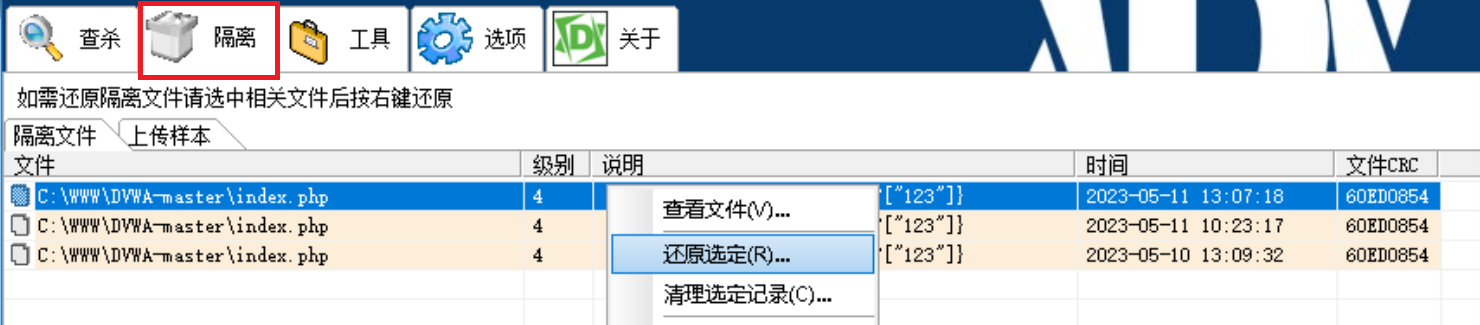 查杀 隔离 工具 选项 D 关于
如需还原隔离文件请选中相关文件后按右键还原
隔离文件 上传样本
文件 级别 说明 时间 文件CRC
C:\WWW\DVWA-master\index.php 4 ["123"]} 2023-05-11 13:07:18 60ED0854
查看文件(V)...
C:\WWW\DVWA-master\index.php 4 ["123"]} 2023-05-11 10:23:17 60ED0854
C:\WWW\DVWA-master\index.php 4 还原选定(R)... ["123"]} 2023-05-10 13:09:32 60ED0854
清理选定记录(C)...